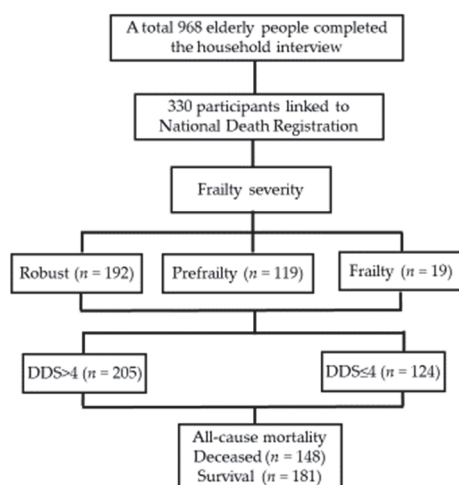 A total 968 elderly people completed
the household interview
330 participants linked to
National Death Registration
Frailty severity
Robust (n = 192)
Prefrailty (n = 119)
Frailty (n = 19)
DDS>4 (n = 205)
DDS≤4 (n = 124)
All-cause mortality
Deceased (n = 148)
Survival (n = 181)